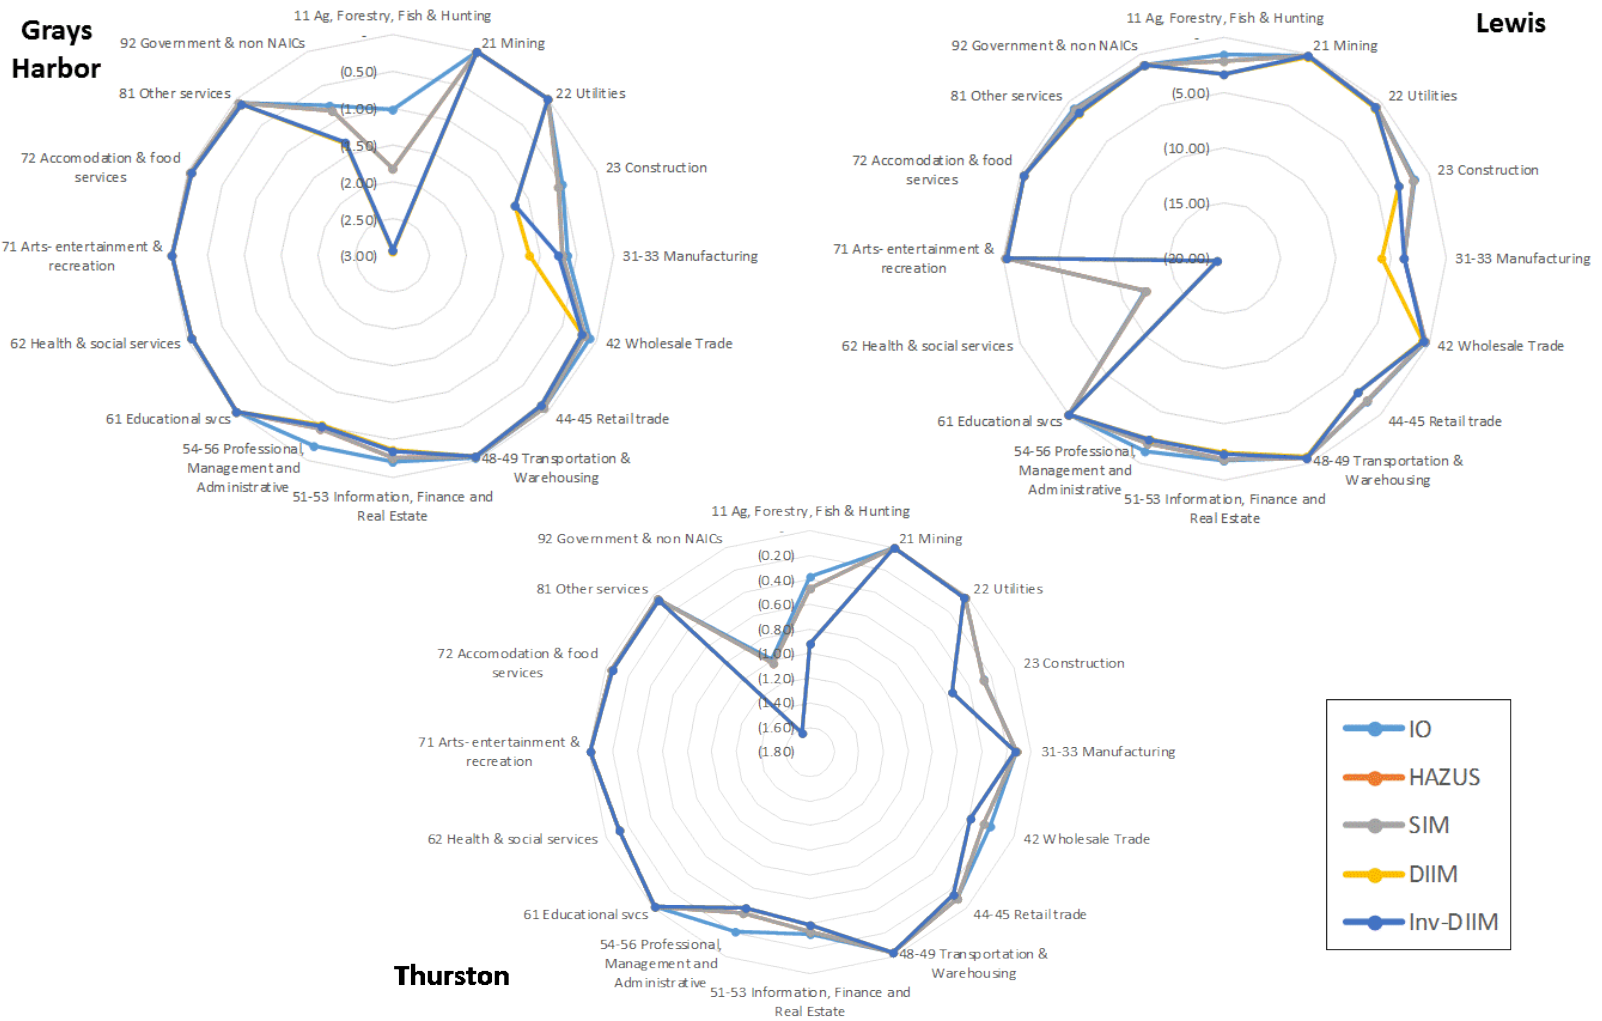 Grays
Harbor
11 Ag, Forestry, Fish & Hunting
92 Government & non NAICs
21 Mining
81 Other services
22 Utilities
72 Accomodation & food
services
23 Construction
71 Arts- entertainment &
recreation
31-33 Manufacturing
62 Health & social services
42 Wholesale Trade
61 Educational svcs
44-45 Retail trade
54-56 Professional,
Management and
Administrative
48-49 Transportation &
Warehousing
51-53 Information, Finance and
Real Estate
-
(0.50)
(1.00)
(1.50)
(2.00)
(2.50)
(3.00)
Lewis
11 Ag, Forestry, Fish & Hunting
92 Government & non NAICs
21 Mining
81 Other services
22 Utilities
72 Accomodation & food
services
23 Construction
71 Arts- entertainment &
recreation
31-33 Manufacturing
62 Health & social services
42 Wholesale Trade
61 Educational svcs
44-45 Retail trade
54-56 Professional,
Management and
Administrative
48-49 Transportation &
Warehousing
51-53 Information, Finance and
Real Estate
-
(5.00)
(10.00)
(15.00)
(20.00)
Thurston
11 Ag, Forestry, Fish & Hunting
92 Government & non NAICs
21 Mining
81 Other services
22 Utilities
72 Accomodation & food
services
23 Construction
71 Arts- entertainment &
recreation
31-33 Manufacturing
62 Health & social services
42 Wholesale Trade
61 Educational svcs
44-45 Retail trade
54-56 Professional,
Management and
Administrative
48-49 Transportation &
Warehousing
51-53 Information, Finance and
Real Estate
-
(0.20)
(0.40)
(0.60)
(0.80)
(1.00)
(1.20)
(1.40)
(1.60)
(1.80)
IO
HAZUS
SIM
DIIM
Inv-DIIM